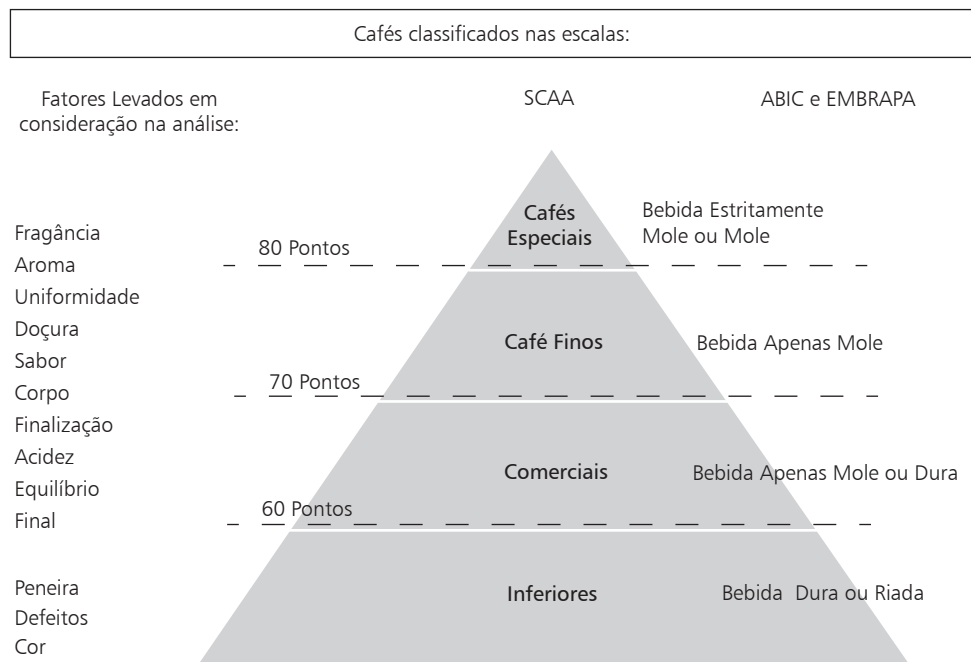 Cafés classificados nas escalas:
Fatores Levados em
consideração na análise:
SCAA
ABIC e EMBRAPA
Fragância
Aroma
Uniformidade
Doçura
Sabor
Corpo
Finalização
Acidez
Equilíbrio
Final
Peneira
Defeitos
Cor
80 Pontos
70 Pontos
60 Pontos
Cafés
Especiais
Café Finos
Comerciais
Inferiores
Bebida Estritamente
Mole ou Mole
Bebida Apenas Mole
Bebida Apenas Mole ou Dura
Bebida Dura ou Riada